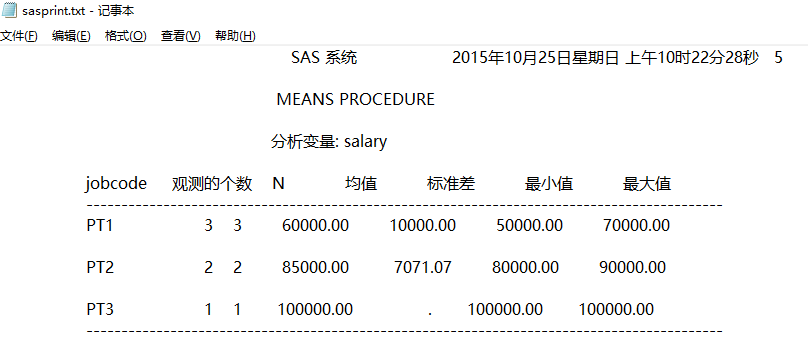 sasprint.txt - 记事本
文件(F) 编辑(E) 格式(O) 查看(V) 帮助(H)
SAS 系统 2015年10月25日星期日 上午10时22分28秒 5
MEANS PROCEDURE
分析变量: salary
jobcode 观测的个数 N 均值 标准差 最小值 最大值
--------------------------------------------------------------------------------
PT1 3 3 60000.00 10000.00 50000.00 70000.00
PT2 2 2 85000.00 7071.07 80000.00 90000.00
PT3 1 1 100000.00 . 100000.00 100000.00
--------------------------------------------------------------------------------